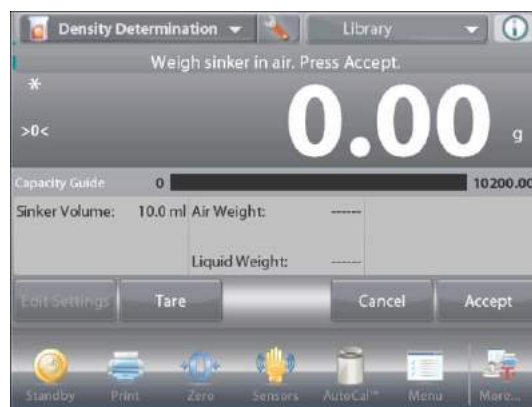 Density Determination Library
Weigh sinker in air. Press Accept.
*
>0< 0.00 g
Capacity Guide 0 10200.00
Sinker Volume: 10.0 ml Air Weight: ------
Liquid Weight: ------
Edit Settings Tare Cancel Accept
Standby Print Zero Sensors AutoCal™ Menu More...